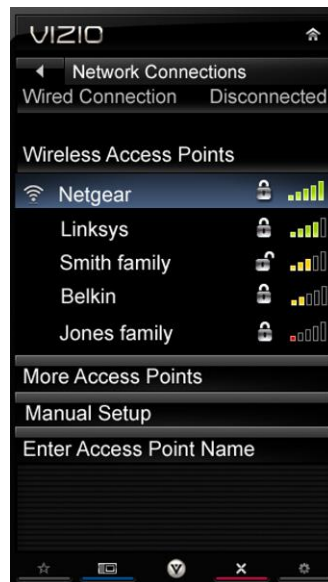 VIZIO
Network Connections
Wired Connection Disconnected
Wireless Access Points
Netgear
Linksys
Smith family
Belkin
Jones family
More Access Points
Manual Setup
Enter Access Point Name
V